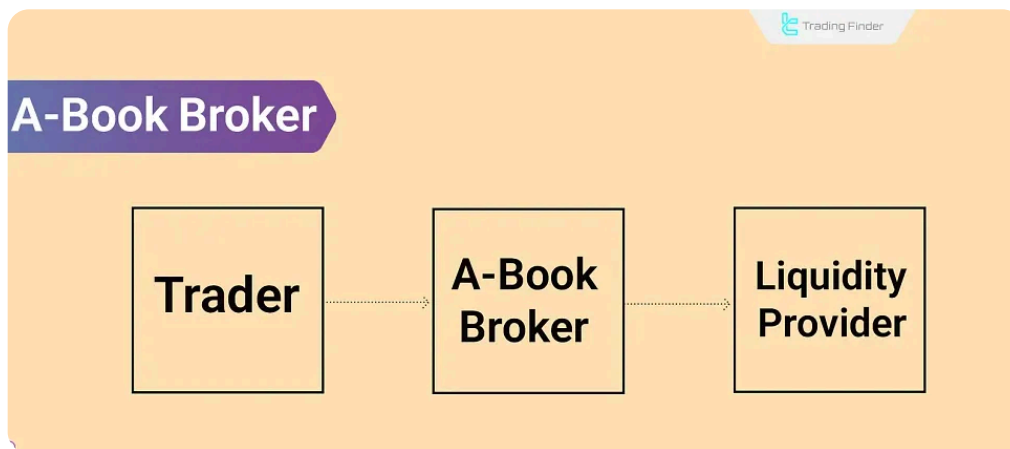 Trading Finder
A-Book Broker
Trader
A-Book
Broker
Liquidity
Provider